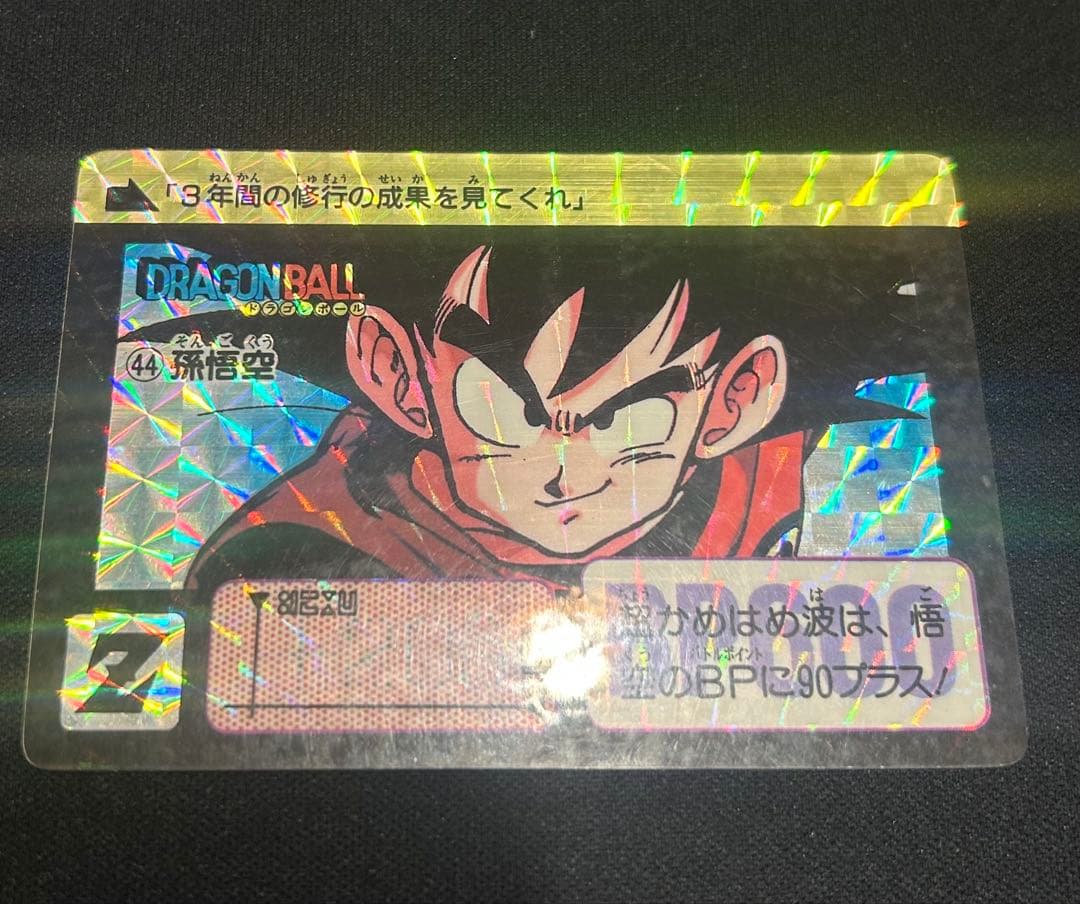 「3年間の修行の成果を見てくれ」
DRAGON BALL
ドラゴンボール
44 孫悟空
かめはめ波は、悟
空のBPに90プラス!